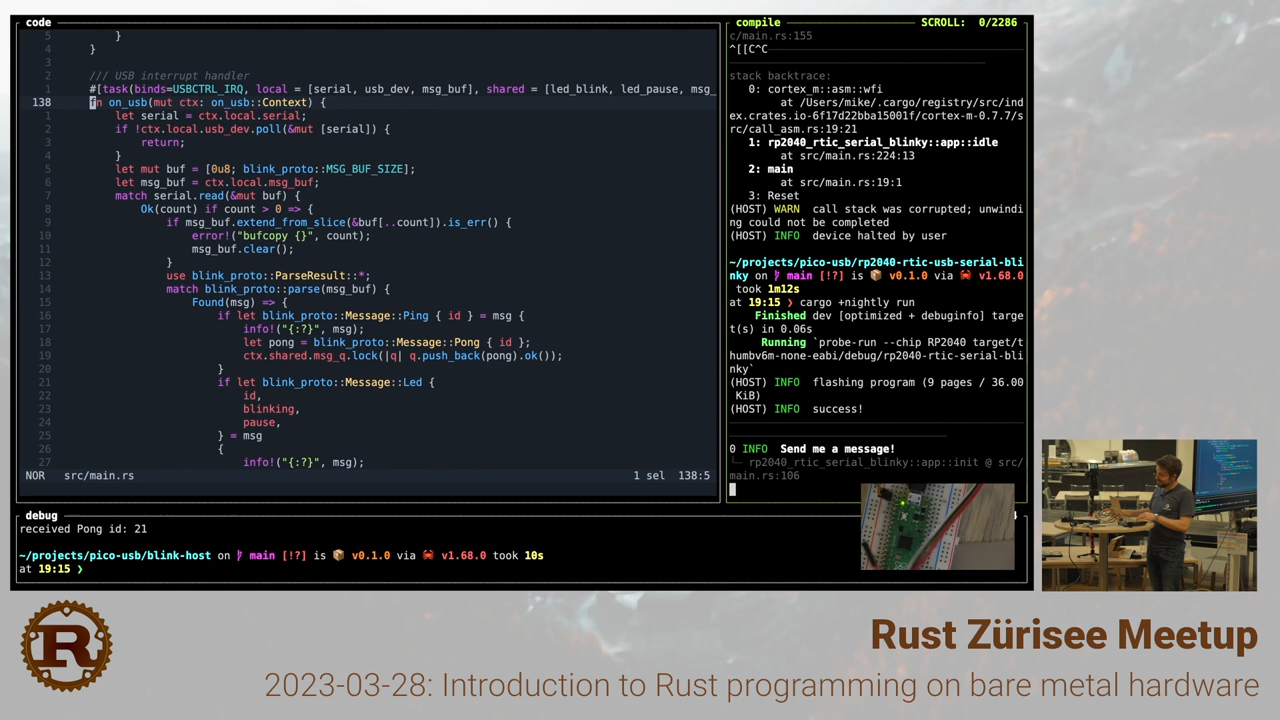 code
5 }
4 }
3
2 /// USB interrupt handler
1 #[task(binds=USBCTRL_IRQ, local = [serial, usb_dev, msg_buf], shared = [led_blink, led_pause, msg_
138 fn on_usb(mut ctx: on_usb::Context) {
1 let serial = ctx.local.serial;
2 if !ctx.local.usb_dev.poll(&mut [serial]) {
3 return;
4 }
5 let mut buf = [0u8; blink_proto::MSG_BUF_SIZE];
6 let msg_buf = ctx.local.msg_buf;
7 match serial.read(&mut buf) {
8 Ok(count) if count > 0 => {
9 if msg_buf.extend_from_slice(&buf[..count]).is_err() {
10 error!("bufcopy {}", count);
11 msg_buf.clear();
12 }
13 use blink_proto::ParseResult::*;
14 match blink_proto::parse(msg_buf) {
15 Found(msg) => {
16 if let blink_proto::Message::Ping { id } = msg {
17 info!("{:?}", msg);
18 let pong = blink_proto::Message::Pong { id };
19 ctx.shared.msg_q.lock(|q| q.push_back(pong).ok());
20 }
21 if let blink_proto::Message::Led {
22 id,
23 blinking,
24 pause,
25 } = msg
26 {
27 info!("{:?}", msg);
NOR src/main.rs 1 sel 138:5
compile SCROLL: 0/2286
c/main.rs:155
^[[C^C
stack backtrace:
0: cortex_m::asm::wfi
at /Users/mike/.cargo/registry/src/ind
ex.crates.io-6f17d22bba15001f/cortex-m-0.7.7/s
rc/call_asm.rs:19:21
1: rp2040_rtic_serial_blinky::app::idle
at src/main.rs:224:13
2: main
at src/main.rs:19:1
3: Reset
(HOST) WARN call stack was corrupted; unwindi
ng could not be completed
(HOST) INFO device halted by user
~/projects/pico-usb/rp2040-rtic-usb-serial-bli
nky on main [!?] is 📦 v0.1.0 via 🦀 v1.68.0
took 1m12s
at 19:15 ❯ cargo +nightly run
Finished dev [optimized + debuginfo] targe
t(s) in 0.06s
Running `probe-run --chip RP2040 target/t
humbv6m-none-eabi/debug/rp2040-rtic-serial-bli
nky`
(HOST) INFO flashing program (9 pages / 36.00
KiB)
(HOST) INFO success!
0 INFO Send me a message!
└─ rp2040_rtic_serial_blinky::app::init @ src/
main.rs:106
debug
received Pong id: 21
~/projects/pico-usb/blink-host on main [!?] is 📦 v0.1.0 via 🦀 v1.68.0 took 10s
at 19:15 ❯
R
Rust Zürisee Meetup
2023-03-28: Introduction to Rust programming on bare metal hardware